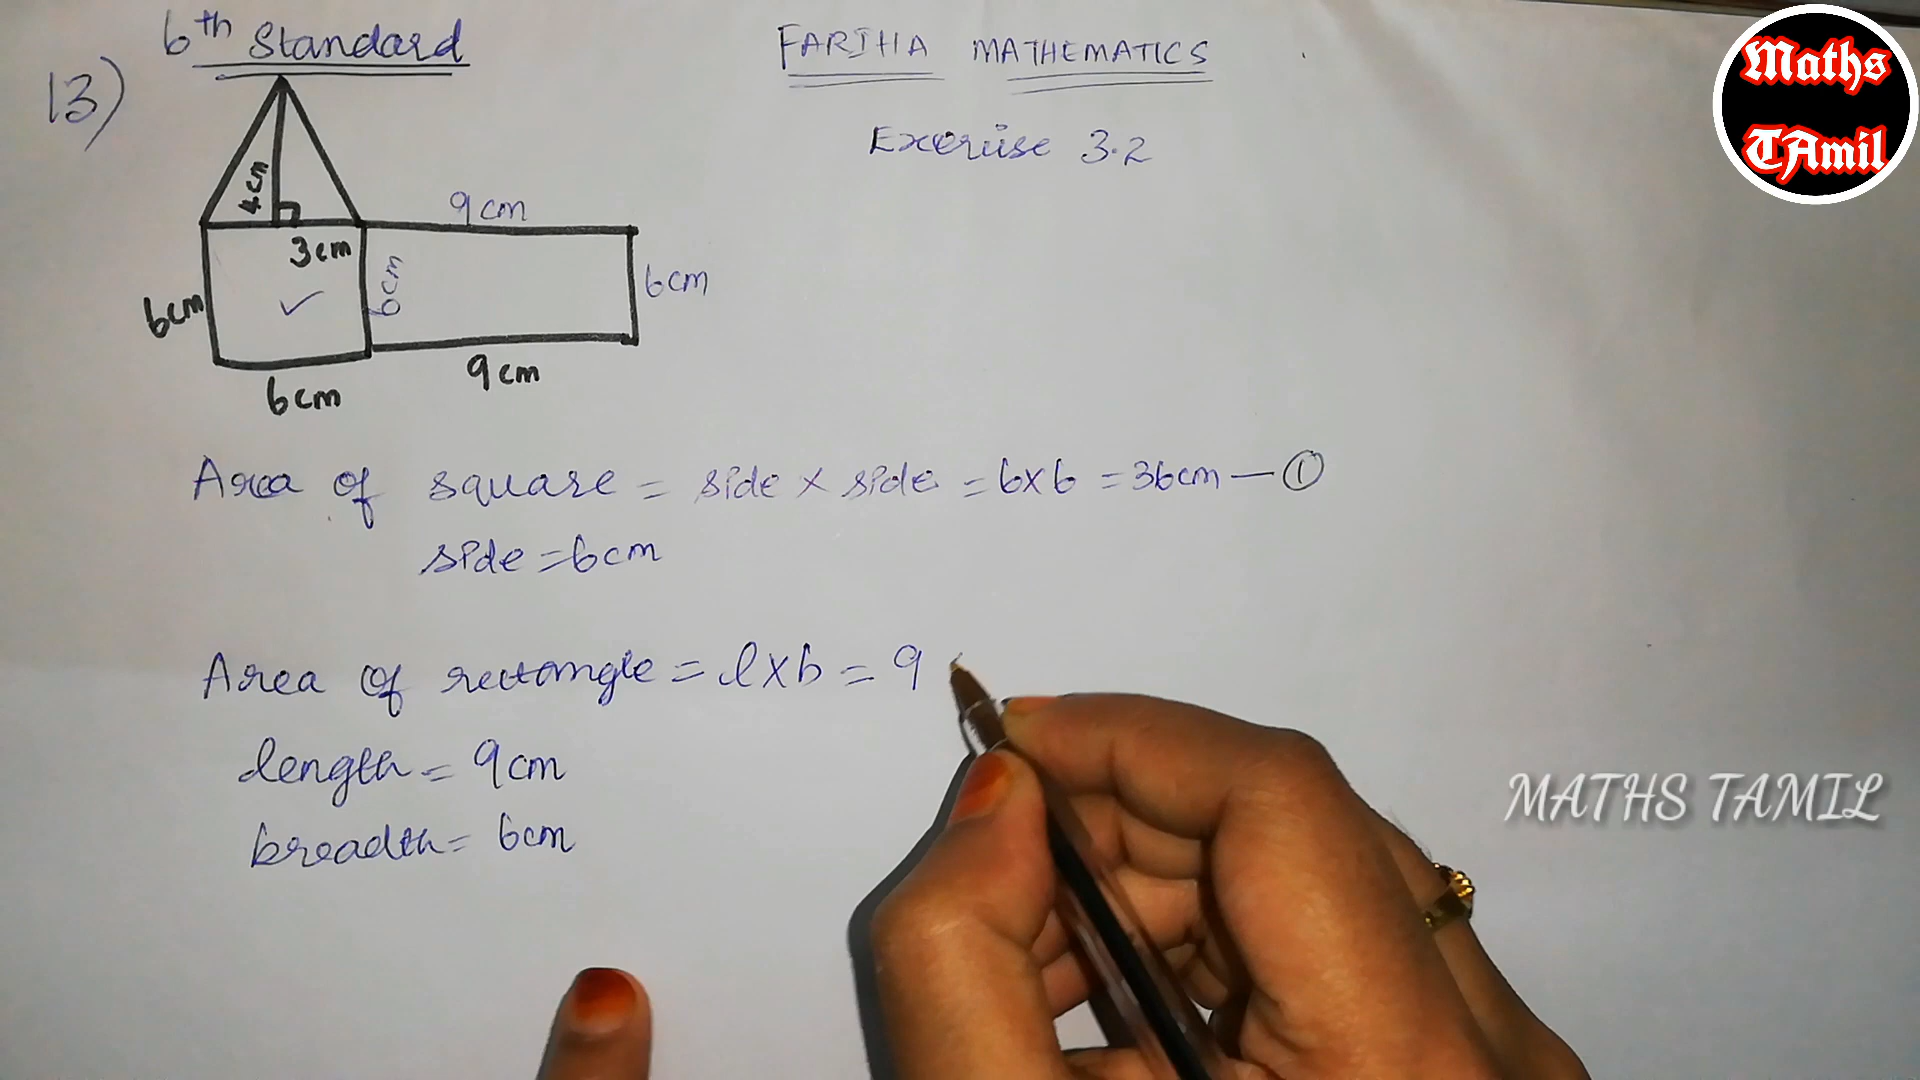 6th Standard
FARIHA MATHEMATICS
Maths
TAmil
13)
Exercise 3.2
4cm
9cm
3cm
6cm
6cm
6cm
9cm
6cm
Area of square = side × side = 6×6 = 36cm — ①
side = 6cm
Area of rectangle = l×b = 9
length = 9cm
MATHS TAMIL
breadth = 6cm